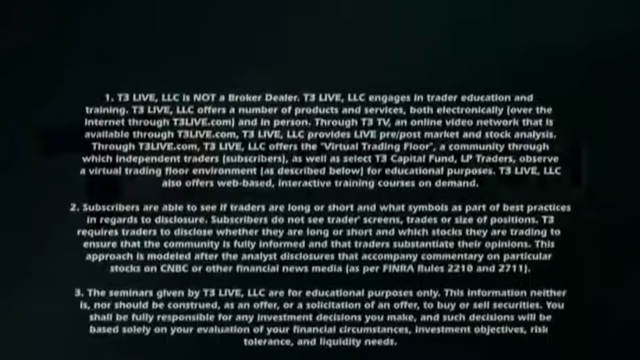 1. T3 LIVE, LLC is NOT a Broker Dealer. T3 LIVE, LLC engages in trader education and
training. T3 LIVE, LLC offers a number of products and services, both electronically (over the
internet through T3LIVE.com) and in person. Through T3 TV, an online video network that is
available through T3LIVE.com, T3 LIVE, LLC provides LIVE pre/post market and stock analysis.
Through T3LIVE.com, T3 LIVE, LLC offers the "Virtual Trading Floor", a community through
which independent traders (subscribers), as well as select T3 Capital Fund, LP Traders, observe
a virtual trading floor environment (as described below) for educational purposes. T3 LIVE, LLC
also offers web-based, interactive training courses on demand.
2. Subscribers are able to see if traders are long or short and what symbols as part of best practices
in regards to disclosure. Subscribers do not see trader' screens, trades or size of positions. T3
requires traders to disclose whether they are long or short and which stocks they are trading to
ensure that the community is fully informed and that traders substantiate their opinions. This
approach is modeled after the analyst disclosures that accompany commentary on particular
stocks on CNBC or other financial news media (as per FINRA Rules 2210 and 2711).
3. The seminars given by T3 LIVE, LLC are for educational purposes only. This information neither
is, nor should be construed, as an offer, or a solicitation of an offer, to buy or sell securities. You
shall be fully responsible for any investment decisions you make, and such decisions will be
based solely on your evaluation of your financial circumstances, investment objectives, risk
tolerance, and liquidity needs.